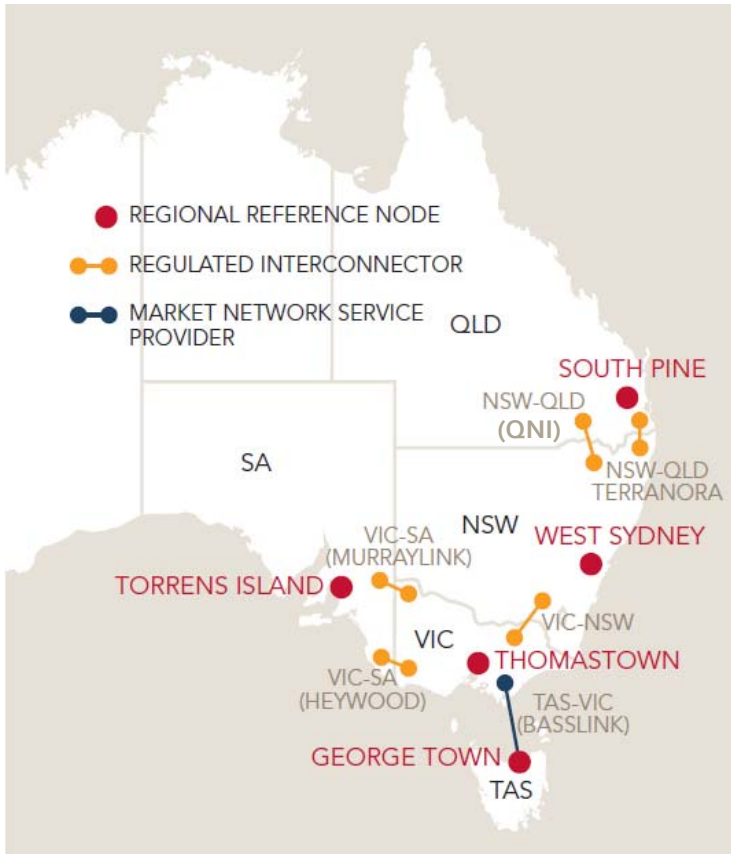 REGIONAL REFERENCE NODE
REGULATED INTERCONNECTOR
MARKET NETWORK SERVICE
PROVIDER
QLD
SOUTH PINE
NSW-QLD
(QNI)
SA
NSW-QLD
TERRANORA
NSW
VIC-SA
(MURRAYLINK)
WEST SYDNEY
TORRENS ISLAND
VIC-NSW
VIC
THOMASTOWN
VIC-SA
(HEYWOOD)
TAS-VIC
(BASSLINK)
GEORGE TOWN
TAS